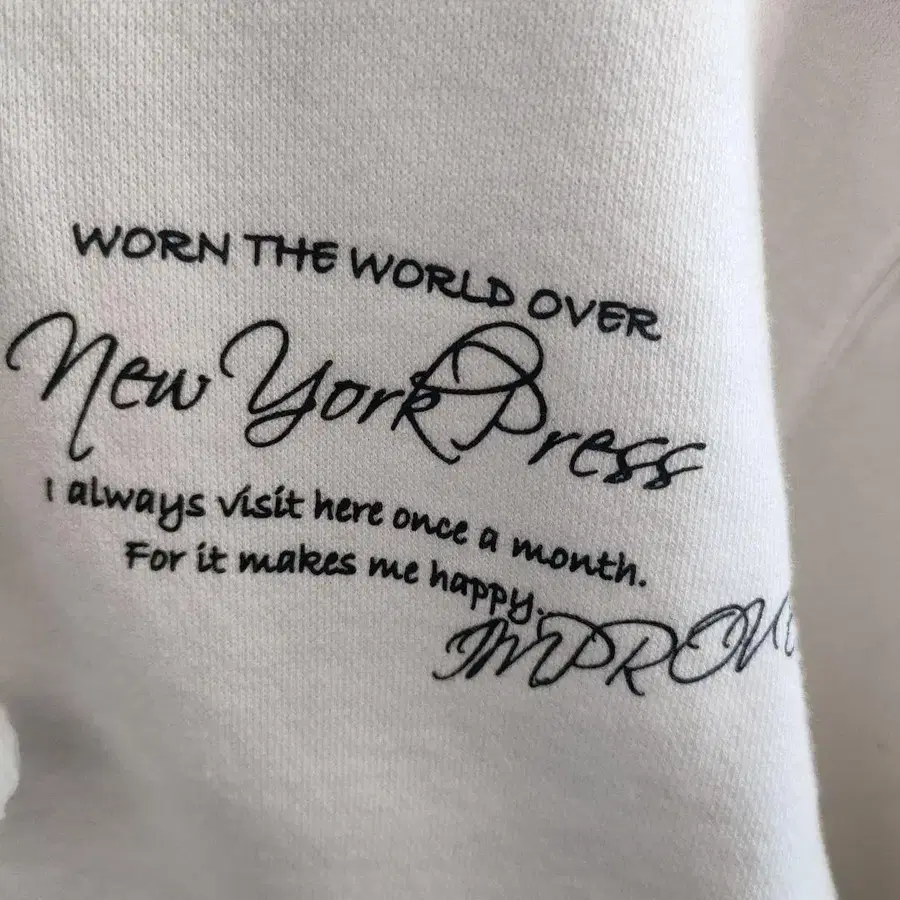 WORN THE WORLD OVER
New York Press
I always visit here once a month.
For it makes me happy.